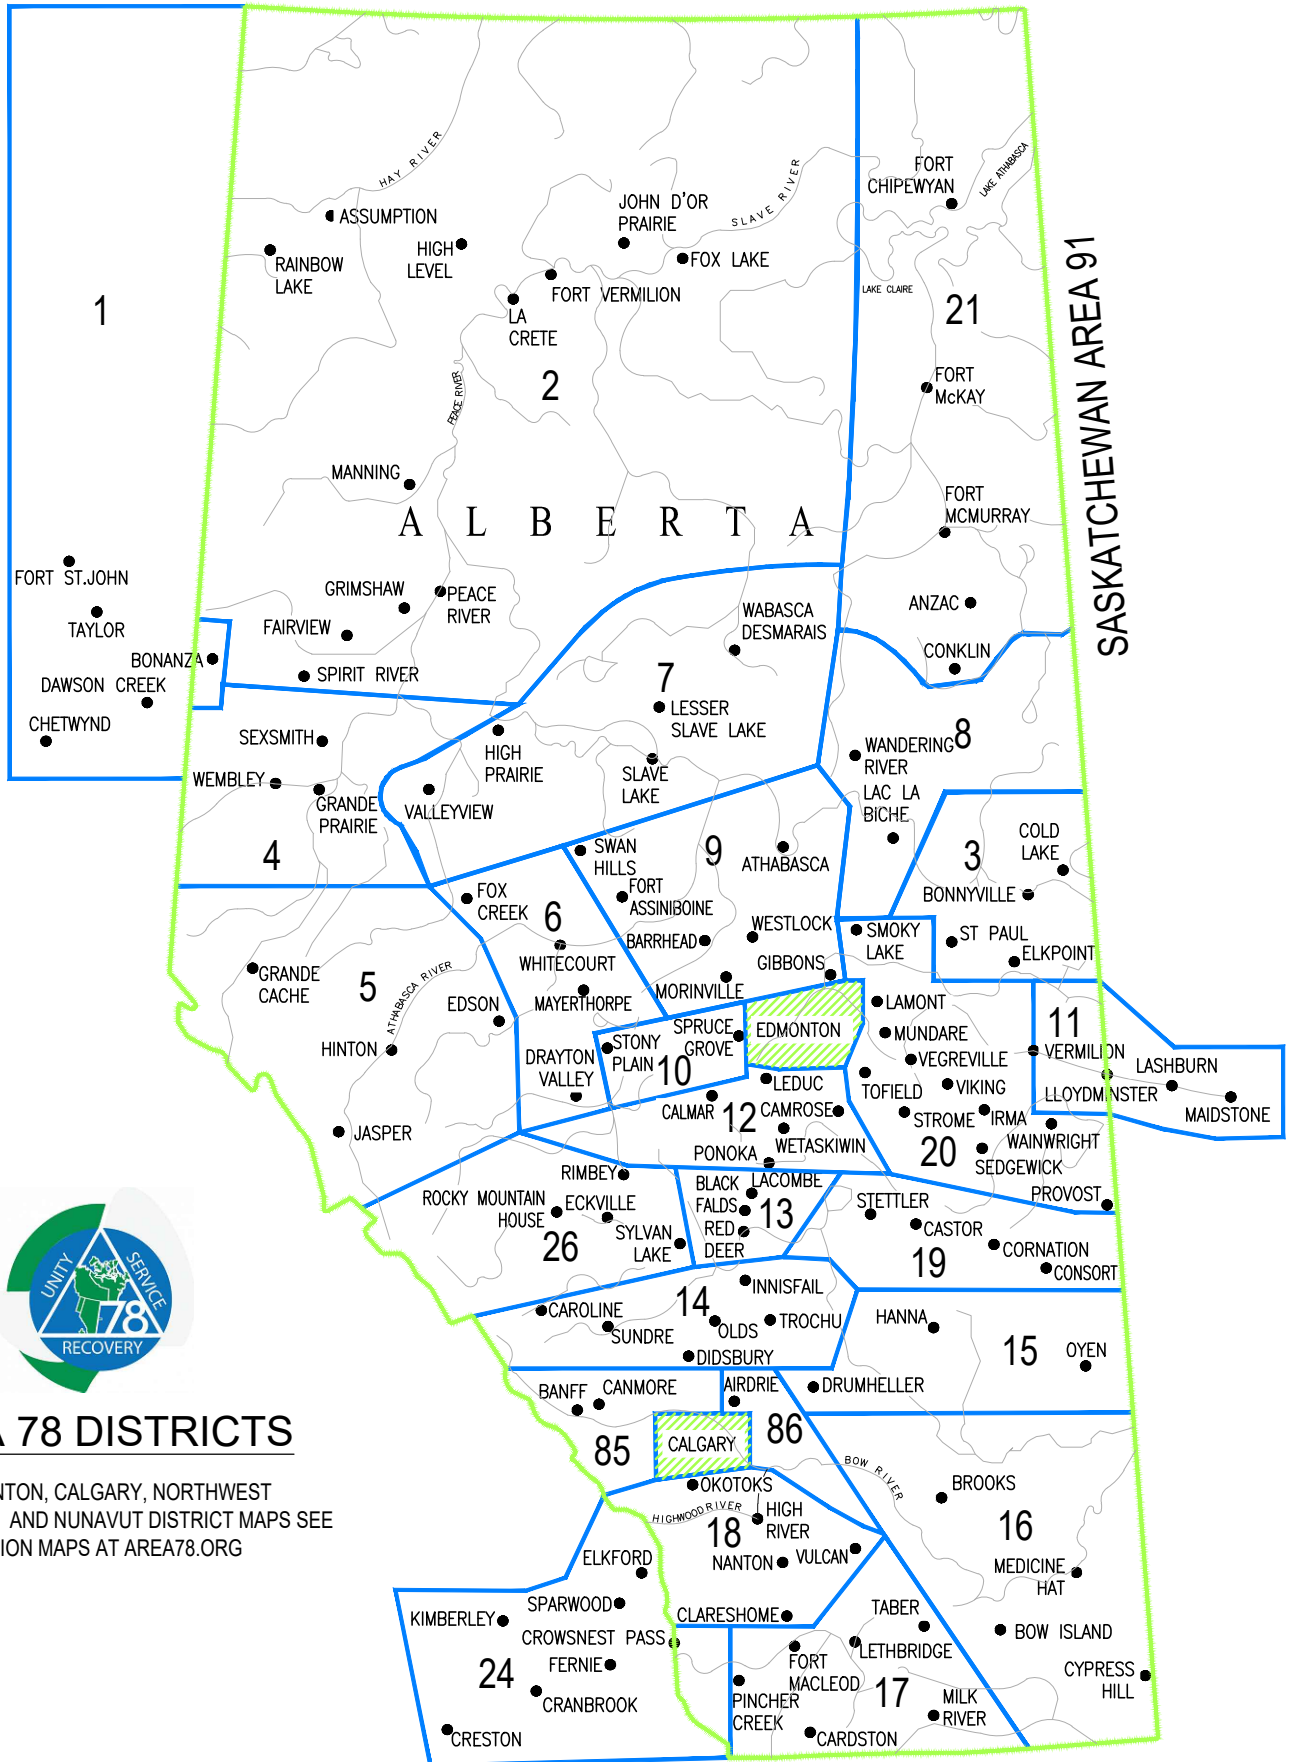 HAY RIVER
ASSUMPTION
RAINBOW
LAKE
HIGH
LEVEL
JOHN D'OR
PRAIRIE
SLAVE RIVER
FOX LAKE
FORT VERMILION
LA
CRETE
FORT
CHIPEWYAN
LAKE ATHABASCA
LAKE CLAIRE
1
2
21
SASKATCHEWAN AREA 91
PEACE RIVER
FORT
McKAY
MANNING
ALBERTA
FORT
MCMURRAY
FORT ST.JOHN
TAYLOR
GRIMSHAW
PEACE
RIVER
FAIRVIEW
BONANZA
SPIRIT RIVER
DAWSON CREEK
CHETWYND
WABASCA
DESMARAIS
ANZAC
CONKLIN
7
LESSER
SLAVE LAKE
SEXSMITH
WEMBLEY
GRANDE
PRAIRIE
HIGH
PRAIRIE
VALLEYVIEW
SLAVE
LAKE
WANDERING
RIVER
8
LAC LA
BICHE
4
SWAN
HILLS
9
ATHABASCA
3
COLD
LAKE
BONNYVILLE
FOX
CREEK
6
FORT
ASSINIBOINE
BARRHEAD
WESTLOCK
SMOKY
LAKE
ST PAUL
ELKPOINT
WHITECOURT
GIBBONS
GRANDE
CACHE
5
ATHABASCA RIVER
EDSON
MAYERTHORPE
MORINVILLE
LAMONT
HINTON
DRAYTON
VALLEY
STONY
PLAIN
SPRUCE
GROVE
10
EDMONTON
MUNDARE
VEGREVILLE
11
VERMILION
LASHBURN
LLOYDMINSTER
MAIDSTONE
LEDUC
TOFIELD
VIKING
CALMAR
12
CAMROSE
STROME
IRMA
WAINWRIGHT
JASPER
PONOKA
WETASKIWIN
20
SEDGEWICK
RIMBEY
ROCKY MOUNTAIN
HOUSE
ECKVILLE
BLACK
FALDS
LACOMBE
13
RED
DEER
STETTLER
PROVOST
CASTOR
SYLVAN
LAKE
26
19
CORNATION
CONSORT
INNISFAIL
CAROLINE
SUNDRE
14
OLDS
TROCHU
HANNA
15
OYEN
DIDSBURY
UNITY
SERVICE
78
RECOVERY
BANFF
CANMORE
AIRDRIE
DRUMHELLER
A 78 DISTRICTS
85
CALGARY
86
BOW RIVER
BROOKS
NTON, CALGARY, NORTHWEST
AND NUNAVUT DISTRICT MAPS SEE
ION MAPS AT AREA78.ORG
OKOTOKS
HIGHWOOD RIVER
18
HIGH
RIVER
16
NANTON
VULCAN
MEDICINE
HAT
ELKFORD
SPARWOOD
KIMBERLEY
CLARESHOME
TABER
BOW ISLAND
CROWSNEST PASS
LETHBRIDGE
FERNIE
24
FORT
MACLEOD
CYPRESS
HILL
CRANBROOK
PINCHER
CREEK
17
MILK
RIVER
CRESTON
CARDSTON